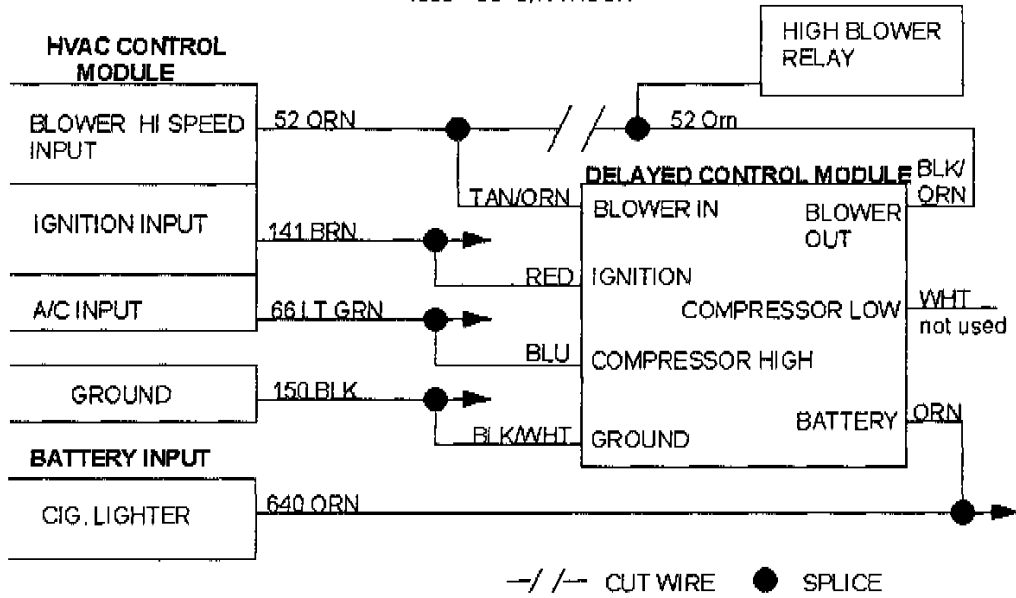 HIGH BLOWER
RELAY
HVAC CONTROL
MODULE
BLOWER HI SPEED
INPUT
52 ORN
52 Orn
DELAYED CONTROL MODULE
BLK/
ORN
TAN/ORN
BLOWER IN
BLOWER
OUT
IGNITION INPUT
141 BRN
RED
IGNITION
A/C INPUT
66 LT GRN
COMPRESSOR LOW
WHT
not used
BLU
COMPRESSOR HIGH
GROUND
150 BLK
BLK/WHT
GROUND
BATTERY
ORN
BATTERY INPUT
CIG. LIGHTER
640 ORN
CUT WIRE
SPLICE